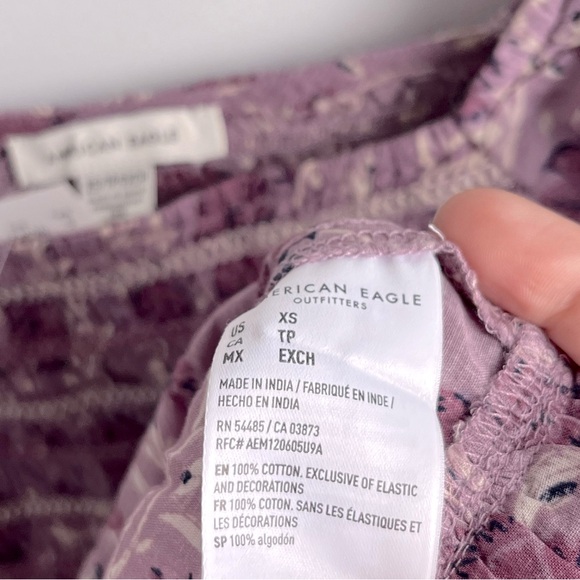 AMERICAN EAGLE
ERICAN EAGLE
OUTFITTERS
US XS
CA TP
MX EXCH
MADE IN INDIA / FABRIQUÉ EN INDE /
HECHO EN INDIA
RN 54485 / CA 03873
RFC# AEM120605U9A
EN 100% COTTON. EXCLUSIVE OF ELASTIC
AND DECORATIONS
FR 100% COTON. SANS LES ÉLASTIQUES ET
LES DÉCORATIONS
SP 100% algodón